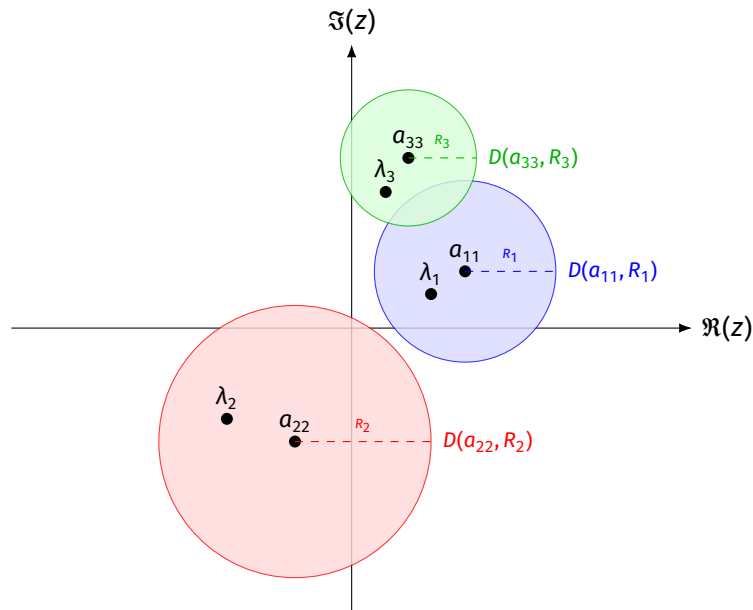 ℑ(z)
a₃₃
R₃
D(a₃₃, R₃)
λ₃
a₁₁
R₁
D(a₁₁, R₁)
λ₁
ℜ(z)
λ₂
a₂₂
R₂
D(a₂₂, R₂)